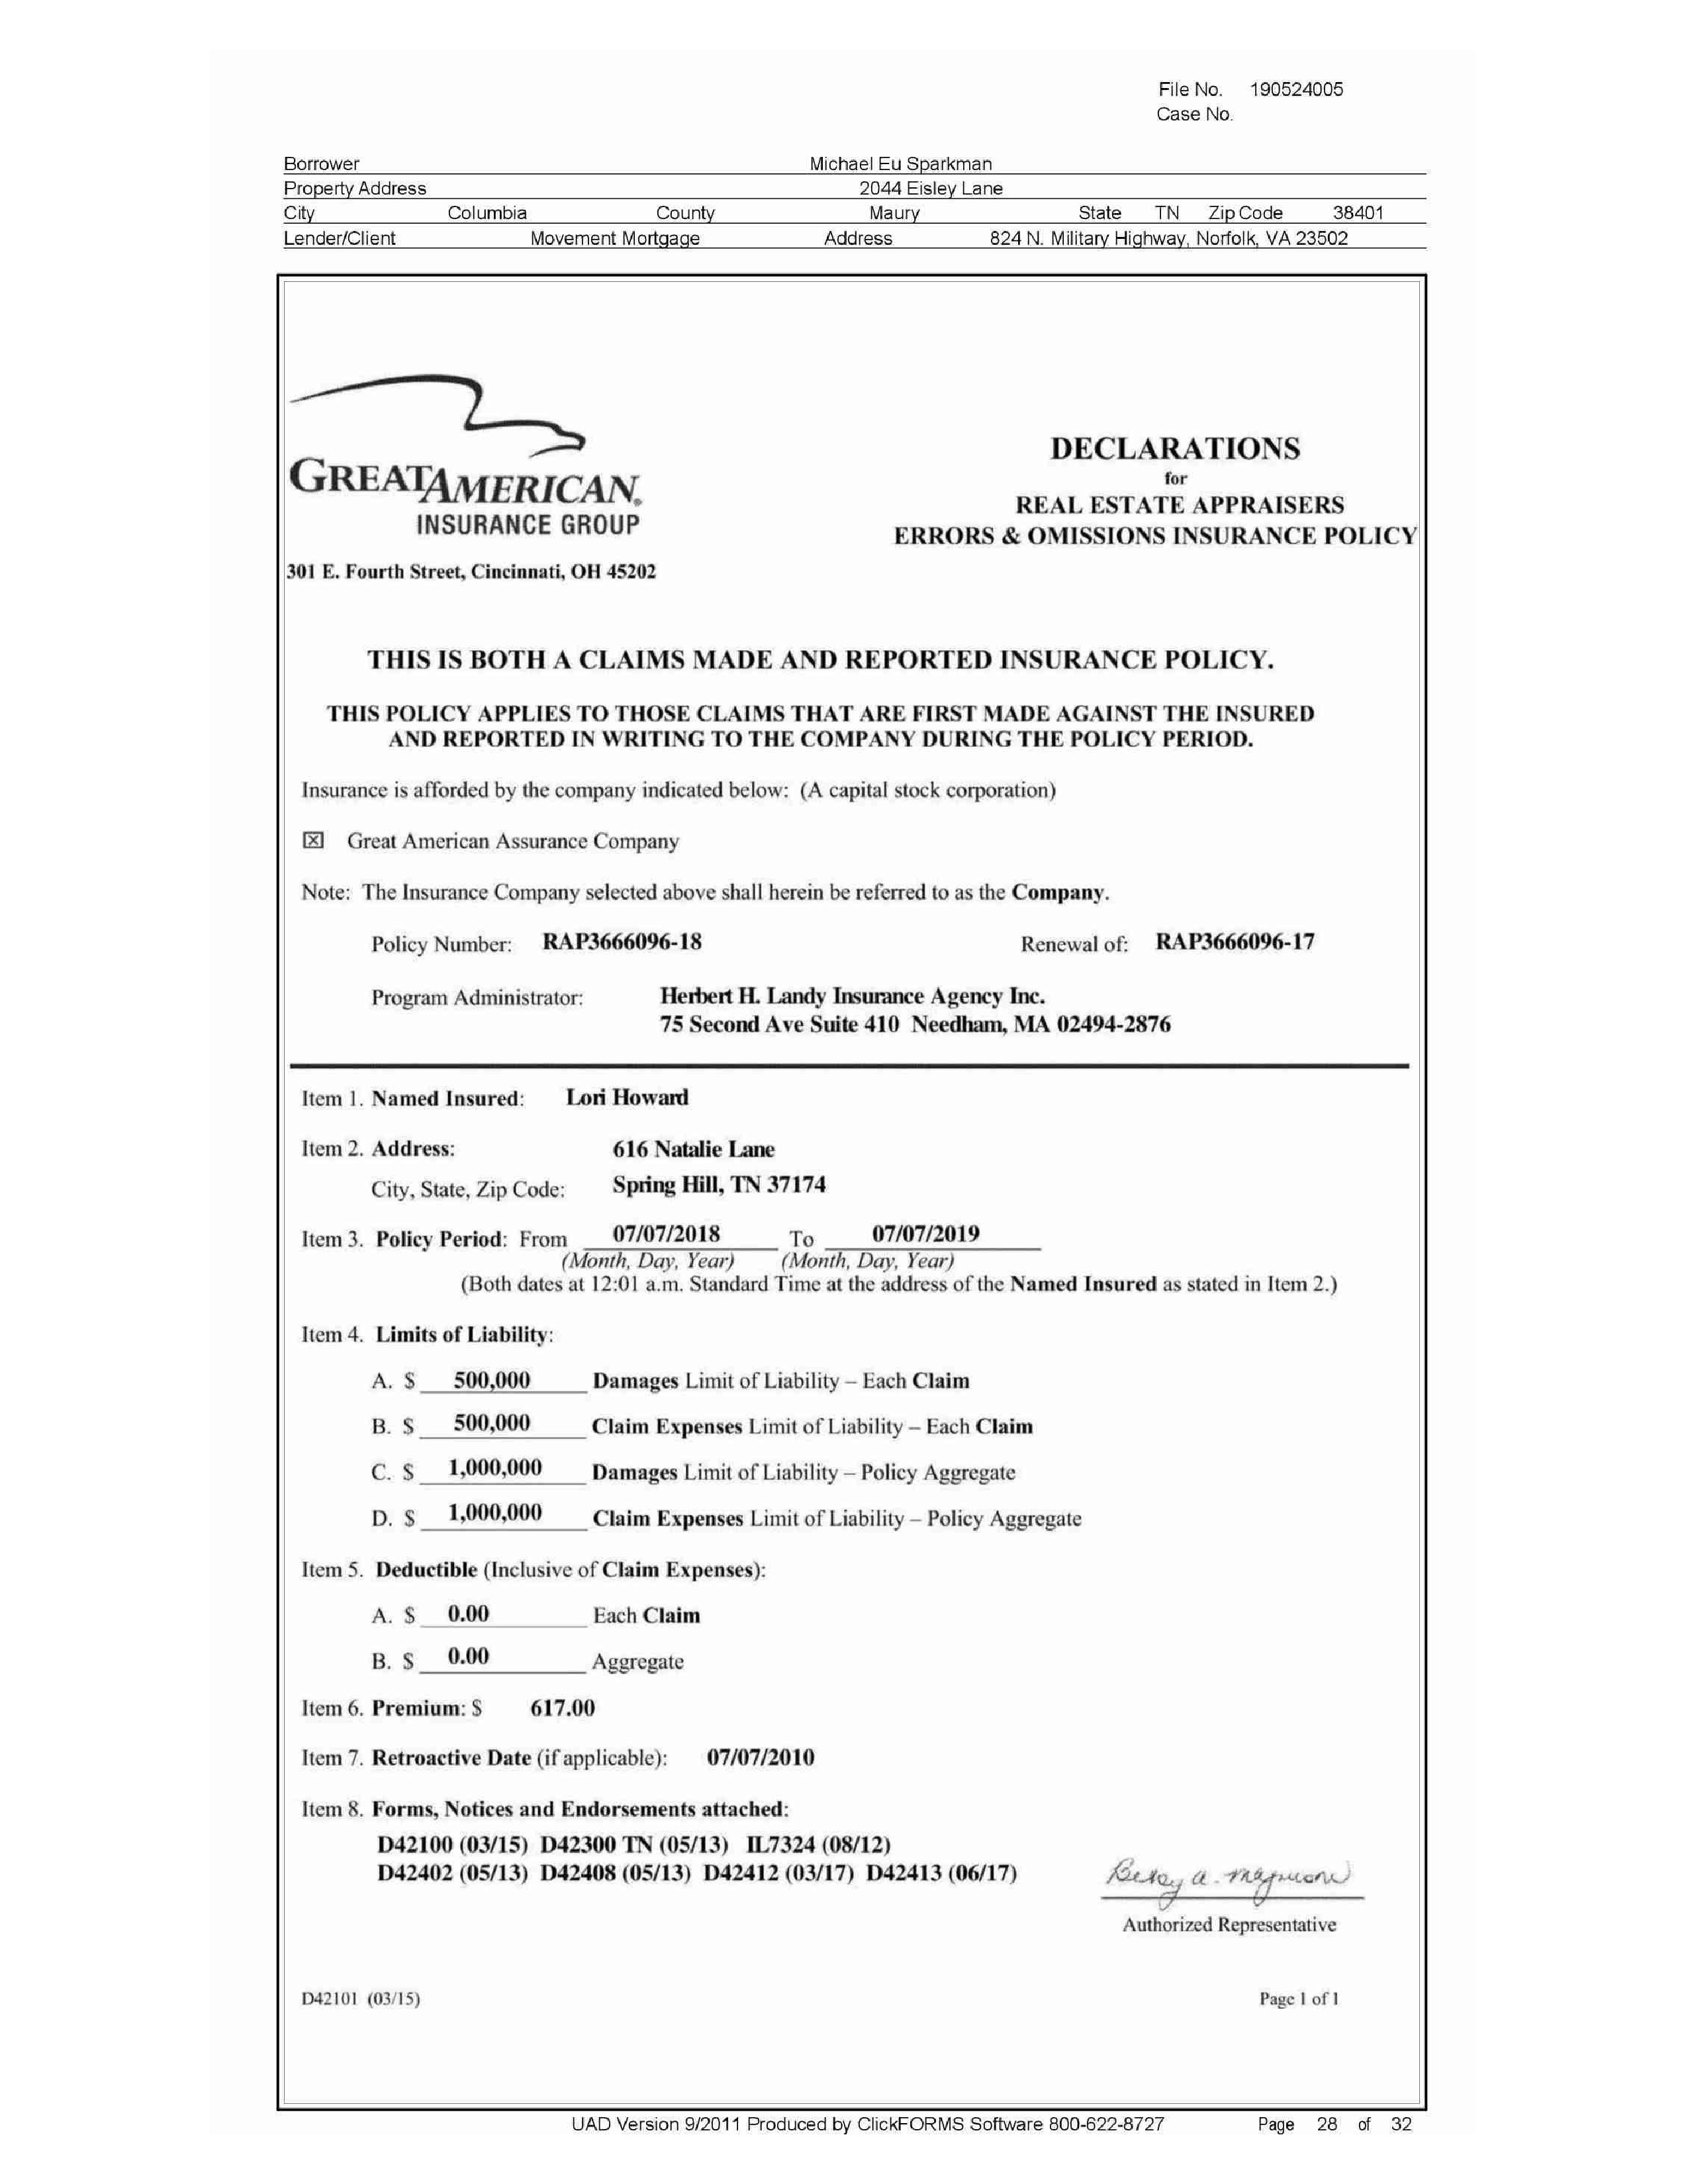 File No. 190524005
Case No.
Borrower Michael Eu Sparkman
Property Address 2044 Eisley Lane
City Columbia County Maury State TN Zip Code 38401
Lender/Client Movement Mortgage Address 824 N. Military Highway, Norfolk, VA 23502
GREATAMERICAN®
INSURANCE GROUP
301 E. Fourth Street, Cincinnati, OH 45202
DECLARATIONS
for
REAL ESTATE APPRAISERS
ERRORS & OMISSIONS INSURANCE POLICY
THIS IS BOTH A CLAIMS MADE AND REPORTED INSURANCE POLICY.
THIS POLICY APPLIES TO THOSE CLAIMS THAT ARE FIRST MADE AGAINST THE INSURED
AND REPORTED IN WRITING TO THE COMPANY DURING THE POLICY PERIOD.
Insurance is afforded by the company indicated below: (A capital stock corporation)
☒ Great American Assurance Company
Note: The Insurance Company selected above shall herein be referred to as the Company.
Policy Number: RAP3666096-18 Renewal of: RAP3666096-17
Program Administrator: Herbert H. Landy Insurance Agency Inc.
75 Second Ave Suite 410 Needham, MA 02494-2876
Item 1. Named Insured: Lori Howard
Item 2. Address: 616 Natalie Lane
City, State, Zip Code: Spring Hill, TN 37174
Item 3. Policy Period: From 07/07/2018 To 07/07/2019
(Month, Day, Year) (Month, Day, Year)
(Both dates at 12:01 a.m. Standard Time at the address of the Named Insured as stated in Item 2.)
Item 4. Limits of Liability:
A. $ 500,000 Damages Limit of Liability – Each Claim
B. $ 500,000 Claim Expenses Limit of Liability – Each Claim
C. $ 1,000,000 Damages Limit of Liability – Policy Aggregate
D. $ 1,000,000 Claim Expenses Limit of Liability – Policy Aggregate
Item 5. Deductible (Inclusive of Claim Expenses):
A. $ 0.00 Each Claim
B. $ 0.00 Aggregate
Item 6. Premium: $ 617.00
Item 7. Retroactive Date (if applicable): 07/07/2010
Item 8. Forms, Notices and Endorsements attached:
D42100 (03/15) D42300 TN (05/13) IL7324 (08/12)
D42402 (05/13) D42408 (05/13) D42412 (03/17) D42413 (06/17)
Betsy a.
Authorized Representative
D42101 (03/15) Page 1 of 1
UAD Version 9/2011 Produced by ClickFORMS Software 800-622-8727 Page 28 of 32